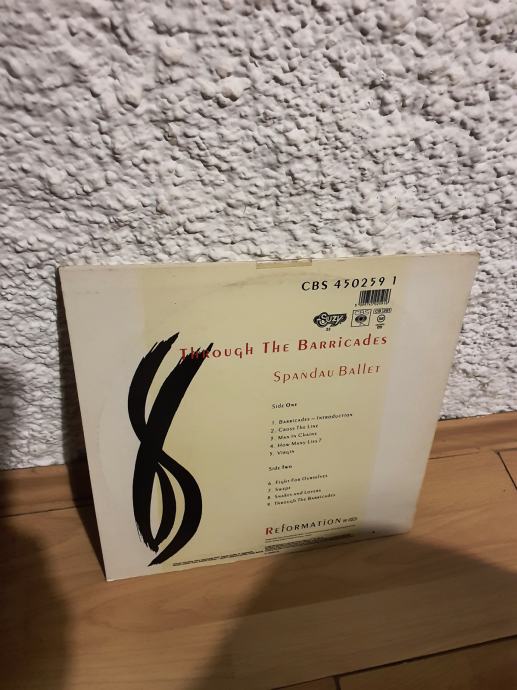 CBS 450259 1
SUZY
CBS
Through The Barricades
Spandau Ballet
Side One
1. Barricades – Introduction
2. Cross The Line
3. Man In Chains
4. How Many Lies?
5. Virgin
Side Two
6. Fight For Ourselves
7. Swept
8. Snakes and Lovers
9. Through The Barricades
Reformation